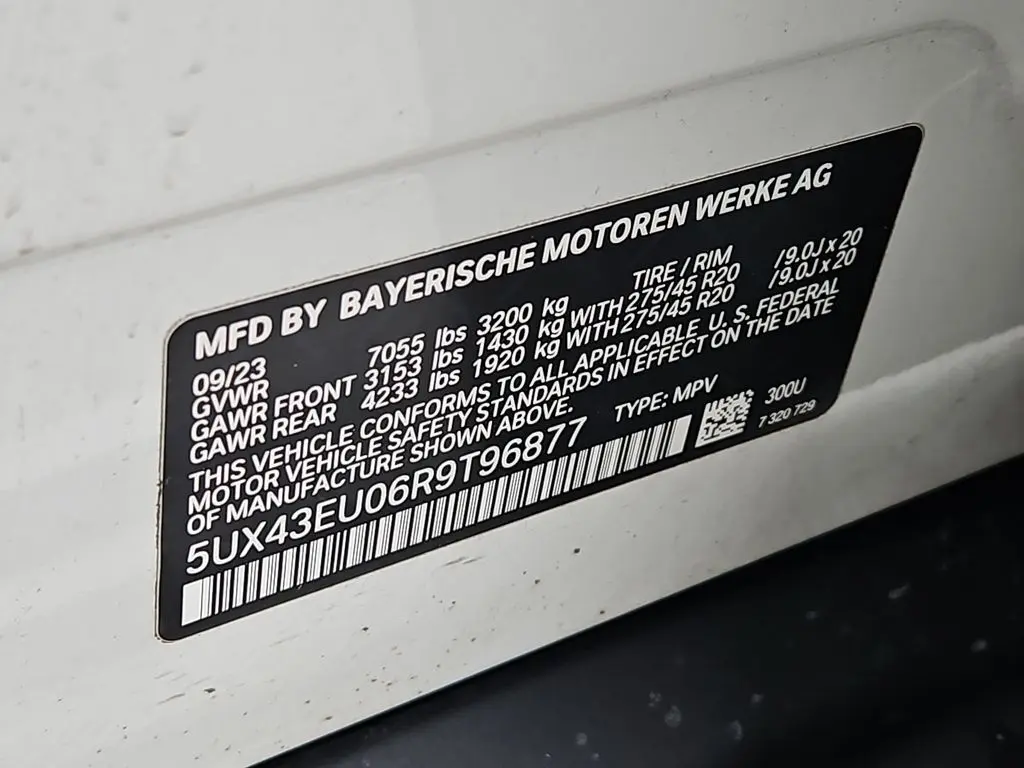 MFD BY BAYERISCHE MOTOREN WERKE AG
09/23 TIRE / RIM
GVWR 7055 lbs 3200 kg
GAWR FRONT 3153 lbs 1430 kg WITH 275/45 R20 /9.0J x 20
GAWR REAR 4233 lbs 1920 kg WITH 275/45 R20 /9.0J x 20
THIS VEHICLE CONFORMS TO ALL APPLICABLE U. S. FEDERAL
MOTOR VEHICLE SAFETY STANDARDS IN EFFECT ON THE DATE
OF MANUFACTURE SHOWN ABOVE.
5UX43EU06R9T96877 TYPE: MPV 300U
7 320 729